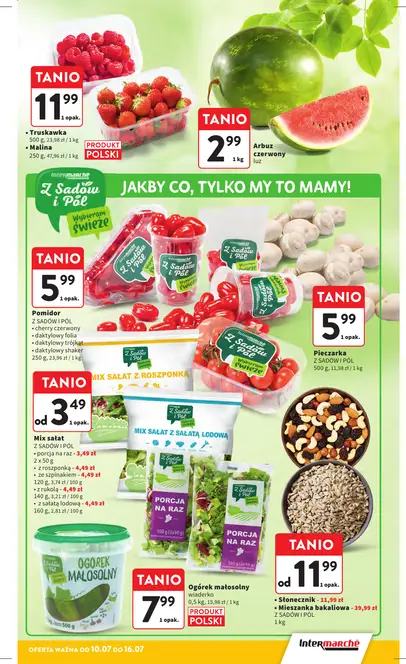 TANIO
11 99
1 opak.
• Truskawka
500 g, 23,98 zł / 1 kg
• Malina
250 g, 47,96 zł / 1 kg
PRODUKT
POLSKI
TANIO
2 99
1 kg
Arbuz
czerwony
luz
Intermarché
Z Sadów
i Pól
Wybieram
świeże
JAKBY CO, TYLKO MY TO MAMY!
TANIO
5 99
1 opak.
Pomidor
Z SADÓW I PÓL
• cherry czerwony
• daktylowy folia
• daktylowy trójkąt
• daktylowy shaker
250 g, 23,96 zł / 1 kg
Z Sadów
i Pól
TANIO
5 99
1 opak.
Pieczarka
Z SADÓW I PÓL
500 g, 11,98 zł / 1 kg
TANIO
od 3 49
1 opak.
Mix sałat
Z SADÓW I PÓL
• porcja na raz - 3,49 zł
2 x 50 g
• z roszponką - 4,49 zł
• ze szpinakiem - 4,49 zł
120 g, 3,74 zł / 100 g
• z rukolą - 4,49 zł
140 g, 3,21 zł / 100 g
• z sałatą lodową - 4,49 zł
160 g, 2,81 zł / 100 g
MIX SAŁAT Z ROSZPONKĄ
MIX SAŁAT Z SAŁATĄ LODOWĄ
PORCJA
NA RAZ
PORCJA
NA RAZ
OGÓREK
MAŁOSOLNY
TANIO
7 99
1 opak.
Ogórek małosolny
wiaderko
0,5 kg, 15,98 zł / 1 kg
PRODUKT
POLSKI
TANIO
od 11 99
1 opak.
• Słonecznik - 11,99 zł
• Mieszanka bakaliowa - 39,99 zł
Z SADÓW I PÓL
1 kg
OFERTA WAŻNA OD 10.07 DO 16.07
Intermarché